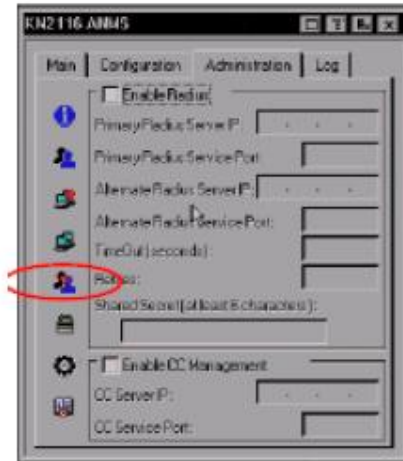 KN2116 ANMS
Main Configuration Administration Log
Enable Radius
Primary Radius Server IP:
Primary Radius Service Port:
Alternate Radius Server IP:
Alternate Radius Service Port:
TimeOut(seconds):
Retries:
Shared Secret(at least 6 characters):
Enable CC Management
CC Server IP:
CC Service Port: